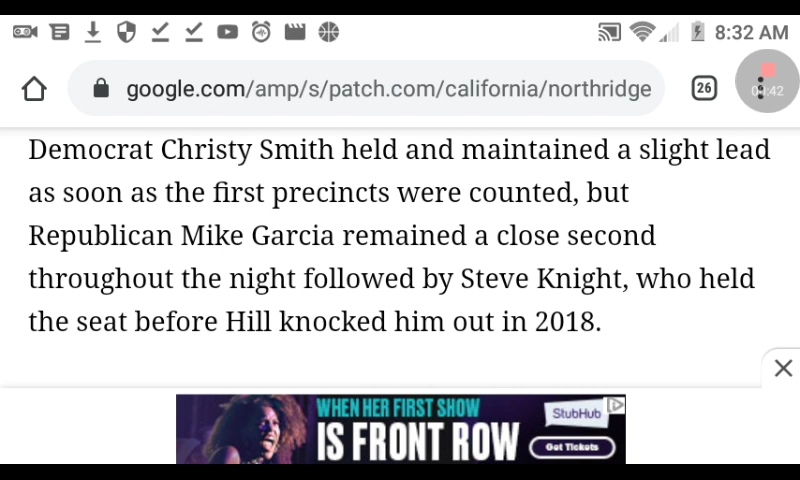 8:32 AM
google.com/amp/s/patch.com/california/northridge
26
Democrat Christy Smith held and maintained a slight lead
as soon as the first precincts were counted, but
Republican Mike Garcia remained a close second
throughout the night followed by Steve Knight, who held
the seat before Hill knocked him out in 2018.
WHEN HER FIRST SHOW
IS FRONT ROW
StubHub
Get Tickets